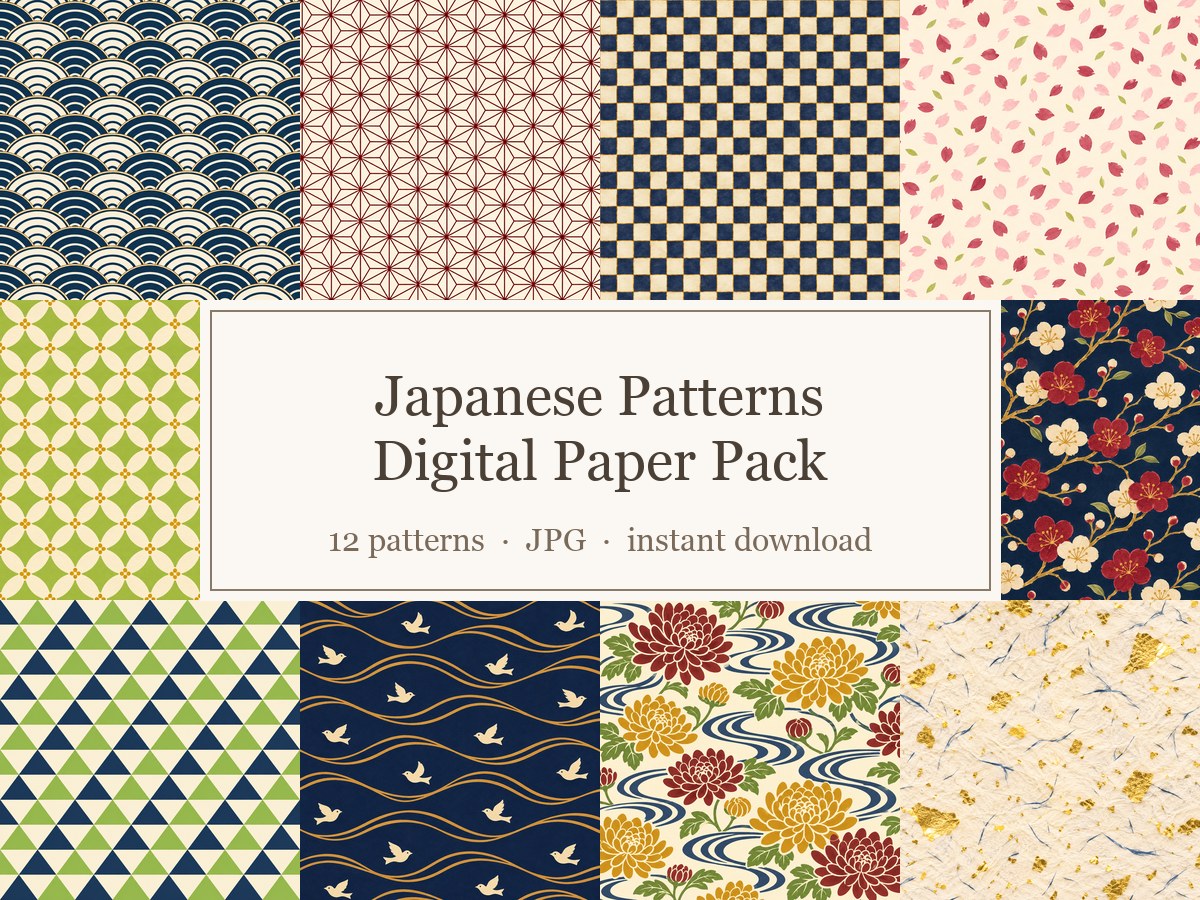 Japanese Patterns
Digital Paper Pack
12 patterns · JPG · instant download